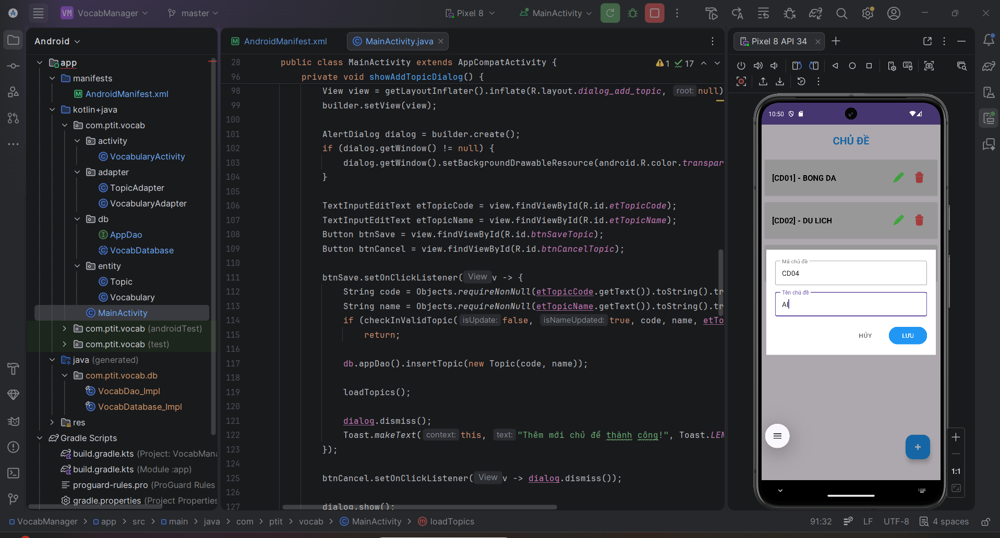 VM VocabManager
master
Pixel 8
MainActivity
Android
app
manifests
AndroidManifest.xml
kotlin+java
com.ptit.vocab
activity
VocabularyActivity
adapter
TopicAdapter
VocabularyAdapter
db
AppDao
VocabDatabase
entity
Topic
Vocabulary
MainActivity
com.ptit.vocab (androidTest)
com.ptit.vocab (test)
java (generated)
com.ptit.vocab.db
VocabDao_Impl
VocabDatabase_Impl
res
Gradle Scripts
build.gradle.kts (Project: VocabMana
build.gradle.kts (Module :app)
proguard-rules.pro (ProGuard Rules
gradle.properties (Project Properties
AndroidManifest.xml
MainActivity.java
1 17
28 public class MainActivity extends AppCompatActivity {
96 private void showAddTopicDialog() {
98 View view = getLayoutInflater().inflate(R.layout.dialog_add_topic, root: null)
99 builder.setView(view);
100
101 AlertDialog dialog = builder.create();
102 if (dialog.getWindow() != null) {
103 dialog.getWindow().setBackgroundDrawableResource(android.R.color.transpar
104 }
105
106 TextInputEditText etTopicCode = view.findViewById(R.id.etTopicCode);
107 TextInputEditText etTopicName = view.findViewById(R.id.etTopicName);
108 Button btnSave = view.findViewById(R.id.btnSaveTopic);
109 Button btnCancel = view.findViewById(R.id.btnCancelTopic);
110
111 btnSave.setOnClickListener( View v -> {
112 String code = Objects.requireNonNull(etTopicCode.getText()).toString().tr
113 String name = Objects.requireNonNull(etTopicName.getText()).toString().tr
114 if (checkInValidTopic( isUpdate: false, isNameUpdated: true, code, name, etTo
115 return;
116
117 db.appDao().insertTopic(new Topic(code, name));
118
119 loadTopics();
120
121 dialog.dismiss();
122 Toast.makeText( context: this, text: "Thêm mới chủ đề thành công!", Toast.LEN
123 });
124
125 btnCancel.setOnClickListener( View v -> dialog.dismiss());
126
127 dialog.show();
Pixel 8 API 34
10:50
CHỦ ĐỀ
[CD01] - BONG DA
[CD02] - DU LICH
Mã chủ đề
CD04
Tên chủ đề
AI
HỦY
LƯU
+
1:1
VocabManager > app > src > main > java > com > ptit > vocab > MainActivity > loadTopics
91:32 LF UTF-8 4 spaces